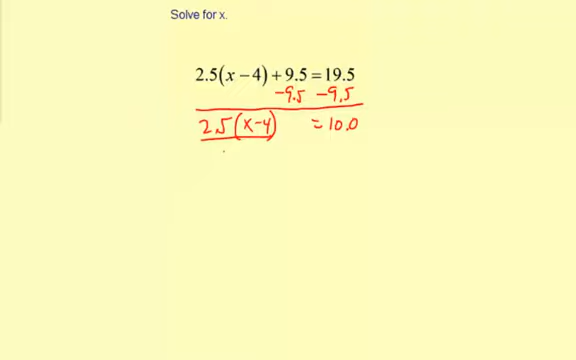 Solve for x.
2.5(x − 4) + 9.5 = 19.5
−9.5 −9.5
2.5(x−4) = 10.0